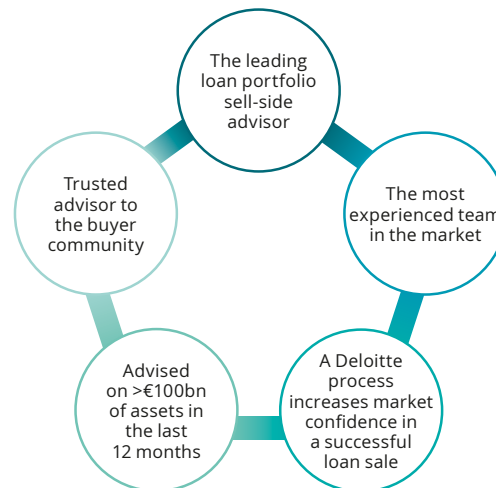 The leading
loan portfolio
sell-side
advisor
The most
experienced team
in the market
A Deloitte
process
increases market
confidence in
a successful
loan sale
Advised
on >€100bn
of assets in
the last
12 months
Trusted
advisor to
the buyer
community